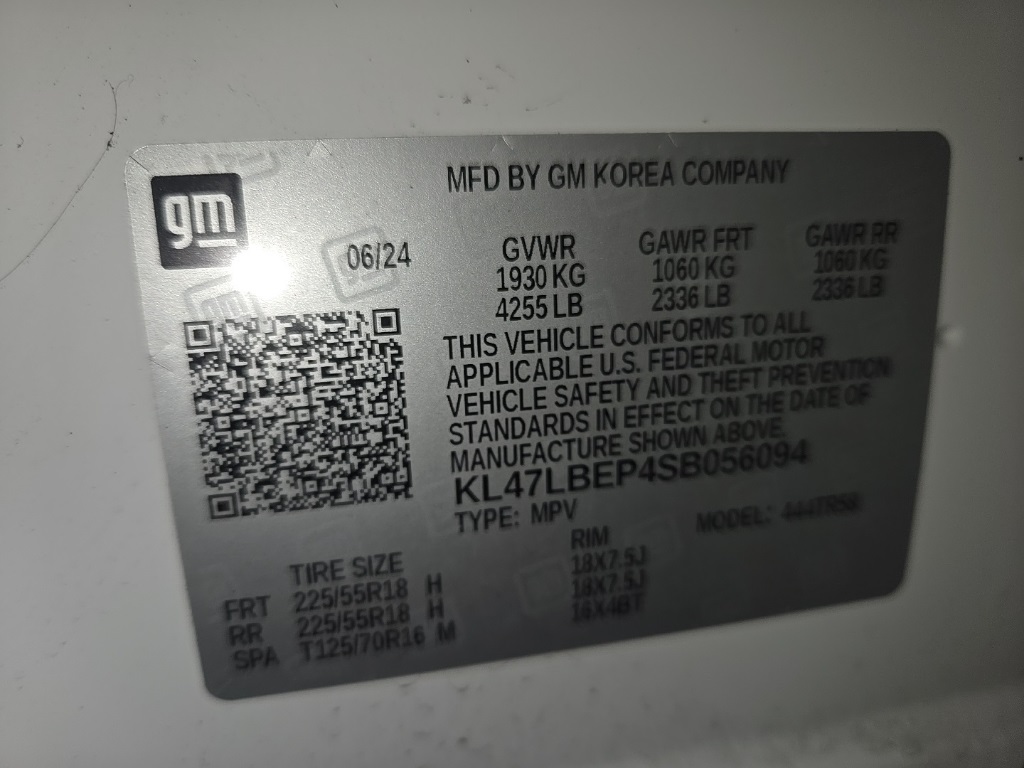 gm
MFD BY GM KOREA COMPANY
06/24
GVWR GAWR FRT GAWR RR
1930 KG 1060 KG 1060 KG
4255 LB 2336 LB 2336 LB
THIS VEHICLE CONFORMS TO ALL
APPLICABLE U.S. FEDERAL MOTOR
VEHICLE SAFETY AND THEFT PREVENTION
STANDARDS IN EFFECT ON THE DATE OF
MANUFACTURE SHOWN ABOVE.
KL47LBEP4SB056094
TYPE: MPV MODEL:
TIRE SIZE RIM
FRT 225/55R18 H 18X7.5J
RR 225/55R18 H 18X7.5J
SPA T125/70R16 M 16X4BT